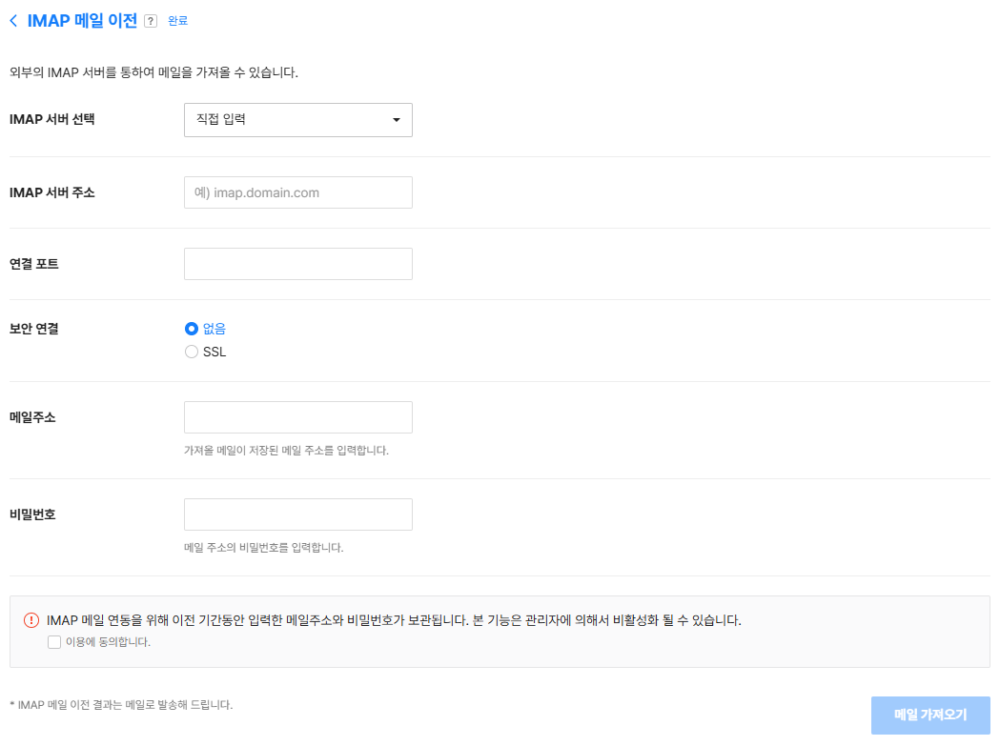 IMAP 메일 이전 ? 완료
외부의 IMAP 서버를 통하여 메일을 가져올 수 있습니다.
IMAP 서버 선택 직접 입력
IMAP 서버 주소 예) imap.domain.com
연결 포트
보안 연결 없음
SSL
메일주소
가져올 메일이 저장된 메일 주소를 입력합니다.
비밀번호
메일 주소의 비밀번호를 입력합니다.
! IMAP 메일 연동을 위해 이전 기간동안 입력한 메일주소와 비밀번호가 보관됩니다. 본 기능은 관리자에 의해서 비활성화 될 수 있습니다.
이용에 동의합니다.
* IMAP 메일 이전 결과는 메일로 발송해 드립니다.
메일 가져오기